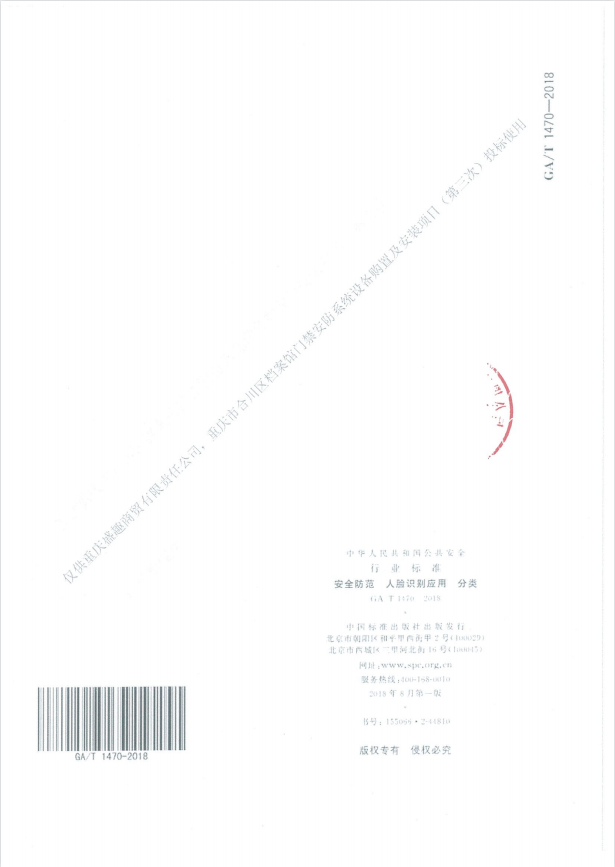 GA/T 1470—2018
仅供重庆盛趣商贸有限责任公司，重庆市合川区档案馆门禁安防系统设备购置及安装项目（第三次）投标使用
中华人民共和国公共安全
行 业 标 准
安全防范 人脸识别应用 分类
GA/T 1470—2018
中国标准出版社出版发行
北京市朝阳区和平里西街甲2号(100029)
北京市西城区三里河北街16号(100045)
网址:www.spc.org.cn
服务热线:400-168-0010
2018年8月第一版
书号:155066·2-33810
版权专有 侵权必究
GA/T 1470-2018